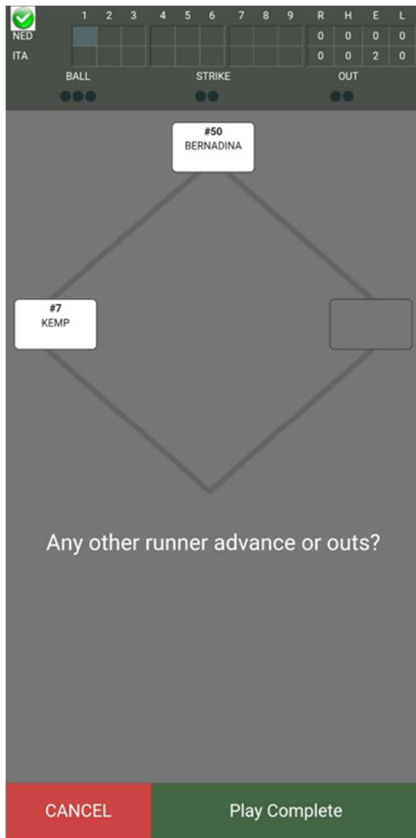 1 2 3 4 5 6 7 8 9 R H E L
NED 0 0 0 0
ITA 0 0 2 0
BALL STRIKE OUT
#50
BERNADINA
#7
KEMP
Any other runner advance or outs?
CANCEL Play Complete